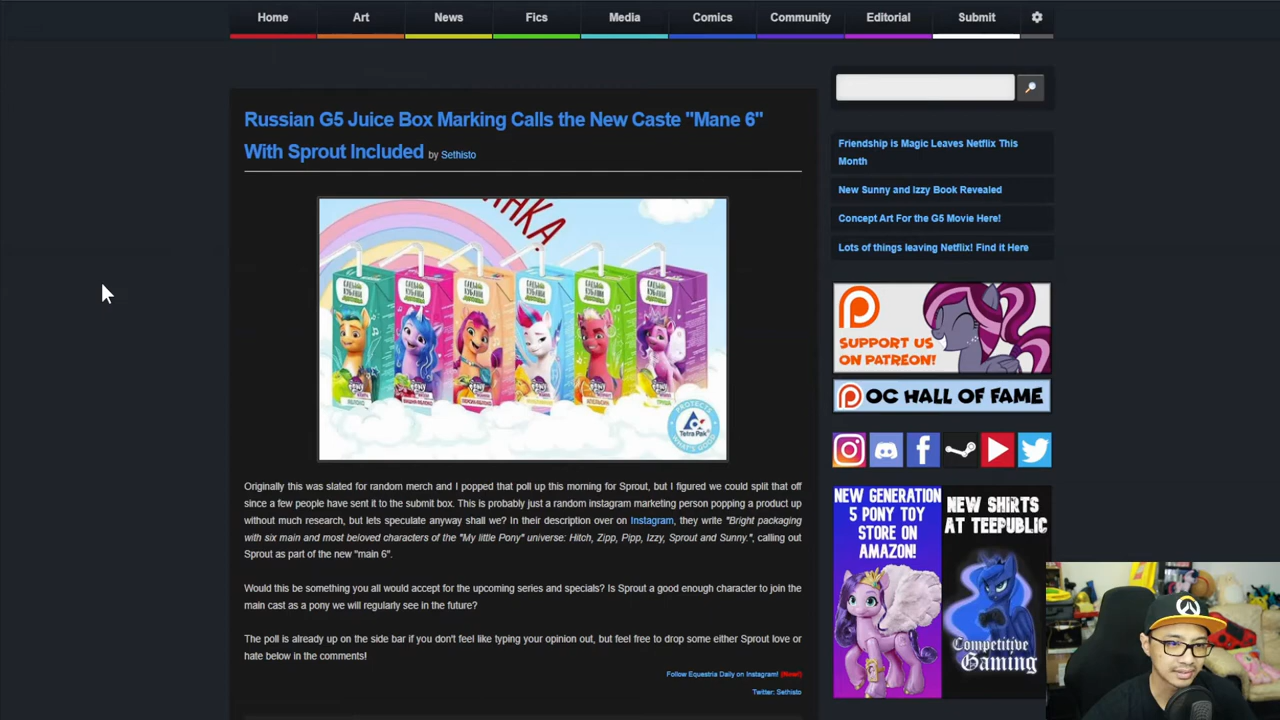 Home Art News Fics Media Comics Community Editorial Submit
Russian G5 Juice Box Marking Calls the New Caste "Mane 6"
With Sprout Included by Sethisto
Friendship is Magic Leaves Netflix This
Month
New Sunny and Izzy Book Revealed
Concept Art For the G5 Movie Here!
Lots of things leaving Netflix! Find it Here
Tetra Pak
PROTECTS WHAT'S GOOD
SUPPORT US
ON PATREON!
OC HALL OF FAME
Originally this was slated for random merch and I popped that poll up this morning for Sprout, but I figured we could split that off
since a few people have sent it to the submit box. This is probably just a random instagram marketing person popping a product up
without much research, but lets speculate anyway shall we? In their description over on Instagram, they write "Bright packaging
with six main and most beloved characters of the "My little Pony" universe: Hitch, Zipp, Pipp, Izzy, Sprout and Sunny.", calling out
Sprout as part of the new "main 6".
Would this be something you all would accept for the upcoming series and specials? Is Sprout a good enough character to join the
main cast as a pony we will regularly see in the future?
The poll is already up on the side bar if you don't feel like typing your opinion out, but feel free to drop some either Sprout love or
hate below in the comments!
Follow Equestria Daily on Instagram! (New!)
Twitter: Sethisto
NEW GENERATION
5 PONY TOY
STORE ON
AMAZON!
NEW SHIRTS
AT TEEPUBLIC
Competitive
Gaming